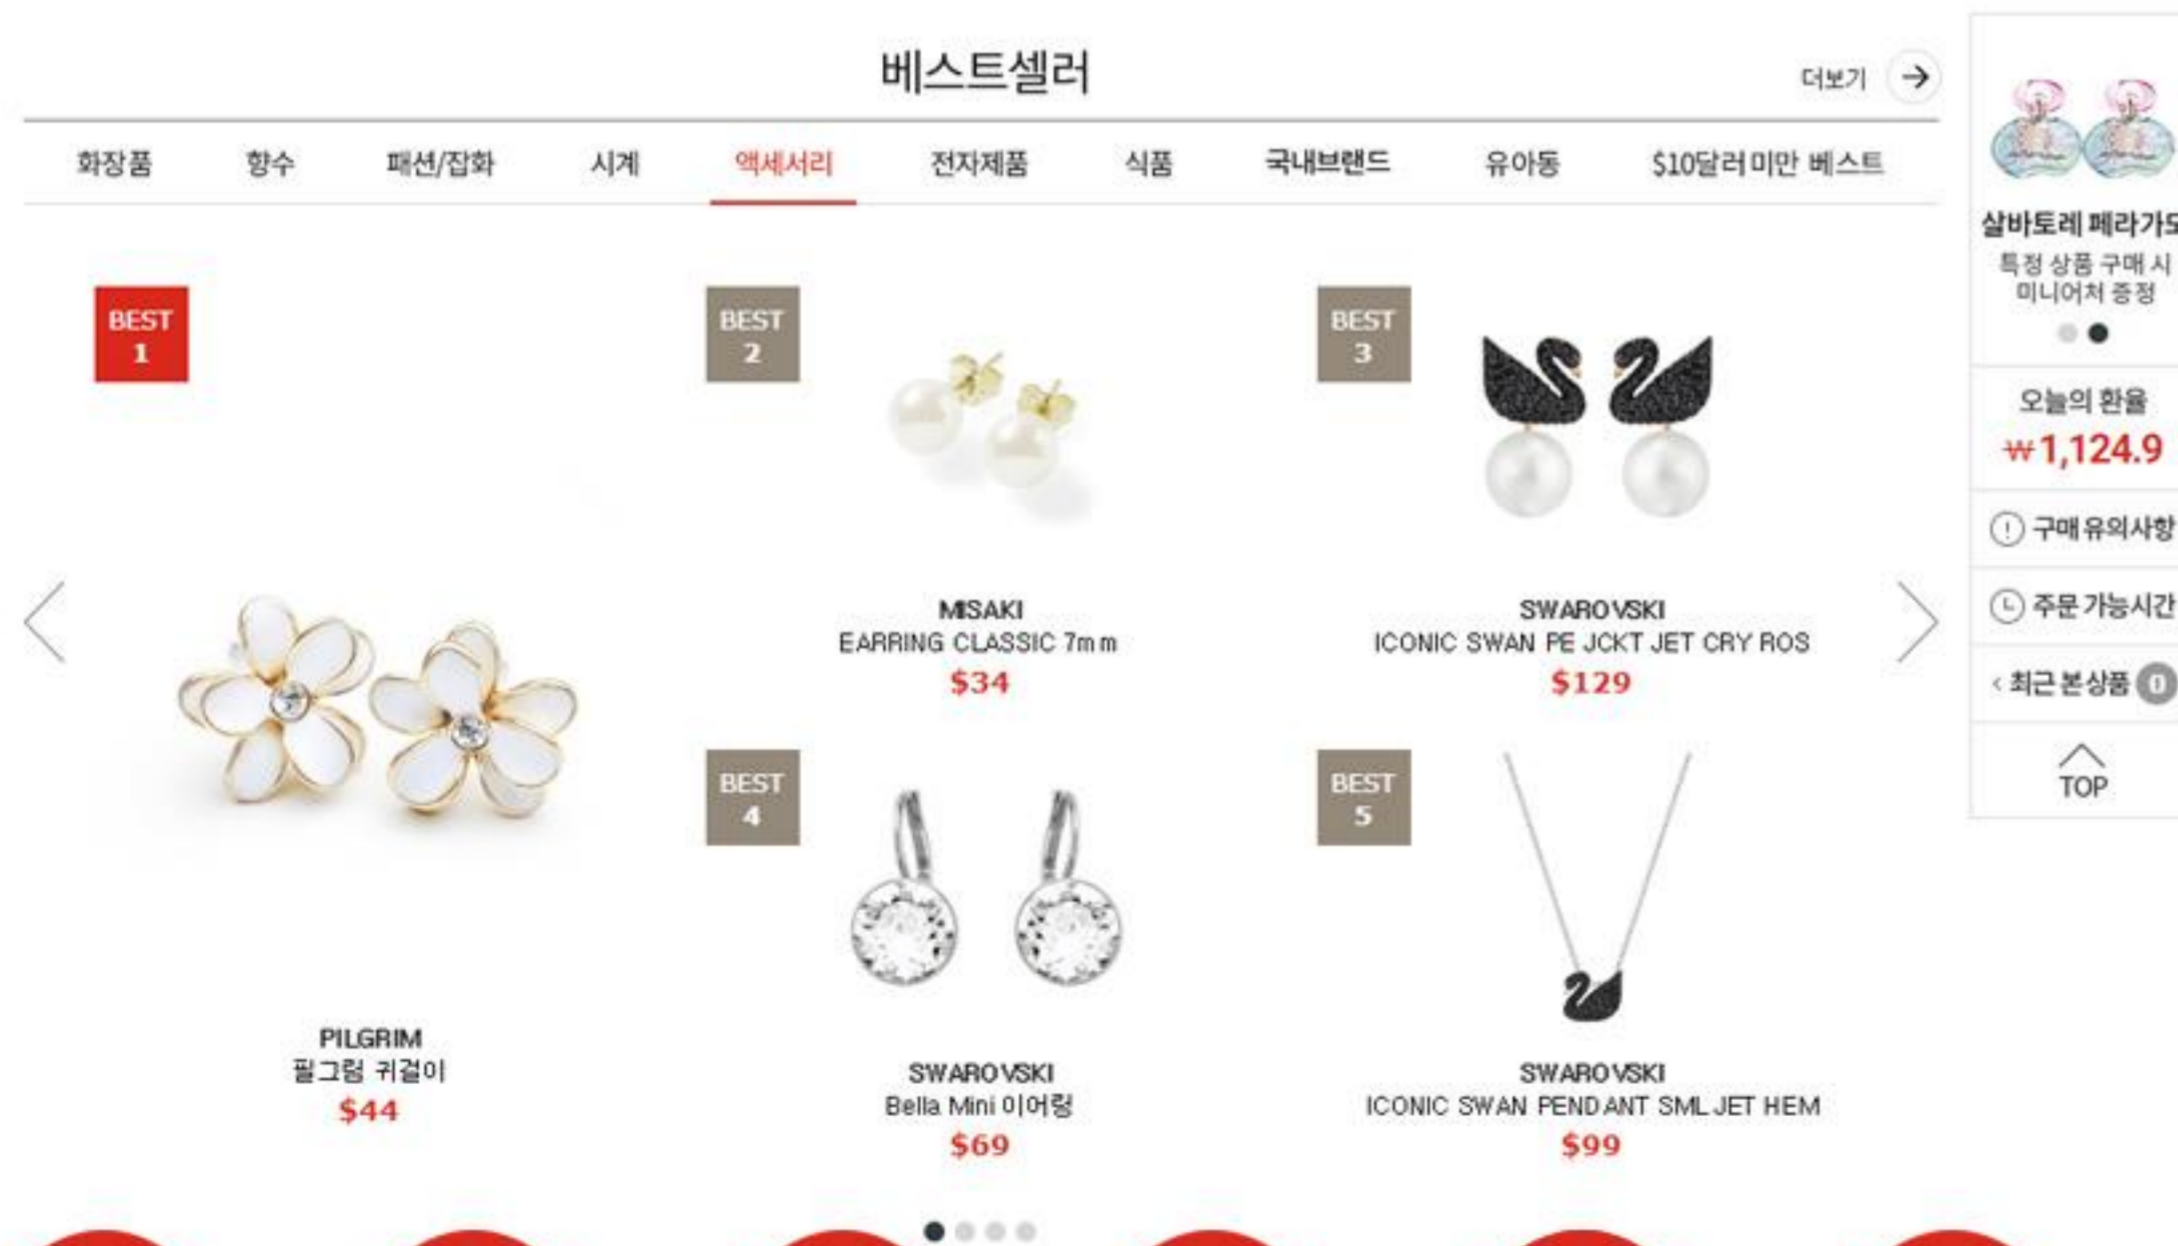 베스트셀러
더보기
화장품 향수 패션/잡화 시계 액세서리 전자제품 식품 국내브랜드 유아동 $10달러미만 베스트
BEST
1
PILGRIM
필그림 귀걸이
$44
BEST
2
MISAKI
EARRING CLASSIC 7mm
$34
BEST
3
SWAROVSKI
ICONIC SWAN PE JCKT JET CRY ROS
$129
BEST
4
SWAROVSKI
Bella Mini 이어링
$69
BEST
5
SWAROVSKI
ICONIC SWAN PENDANT SML JET HEM
$99
살바토레 페라가모
특정 상품 구매 시
미니어처 증정
오늘의 환율
₩1,124.9
구매 유의사항
주문 가능시간
최근 본 상품 0
TOP